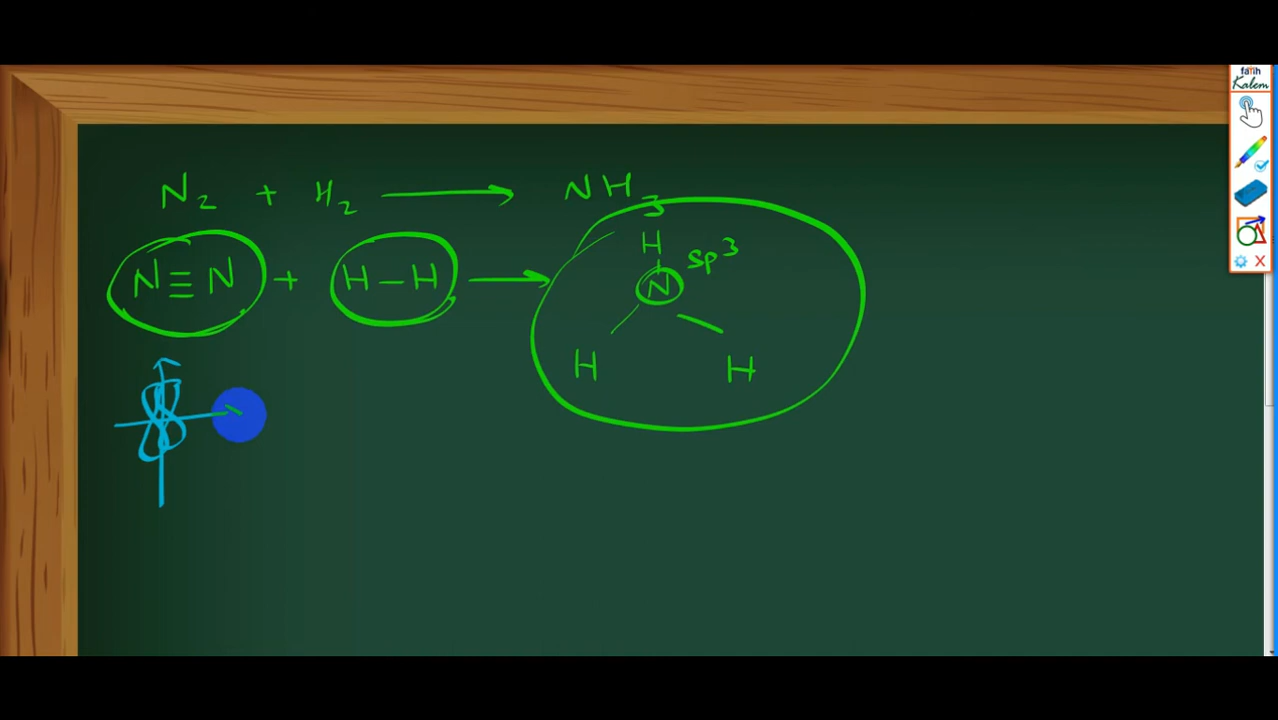 N₂ + H₂ ⟶ NH₃
N≡N + H–H ⟶
H
N sp³
H H
fatih
Kalem